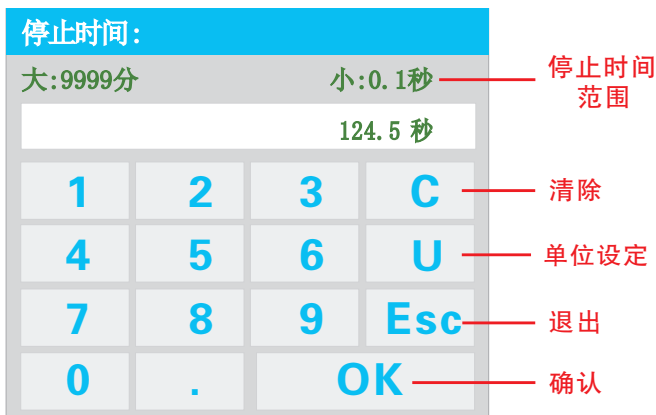 停止时间:
大:9999分 小:0.1秒
停止时间
范围
124.5 秒
1 2 3 C 清除
4 5 6 U 单位设定
7 8 9 Esc 退出
0 . OK 确认